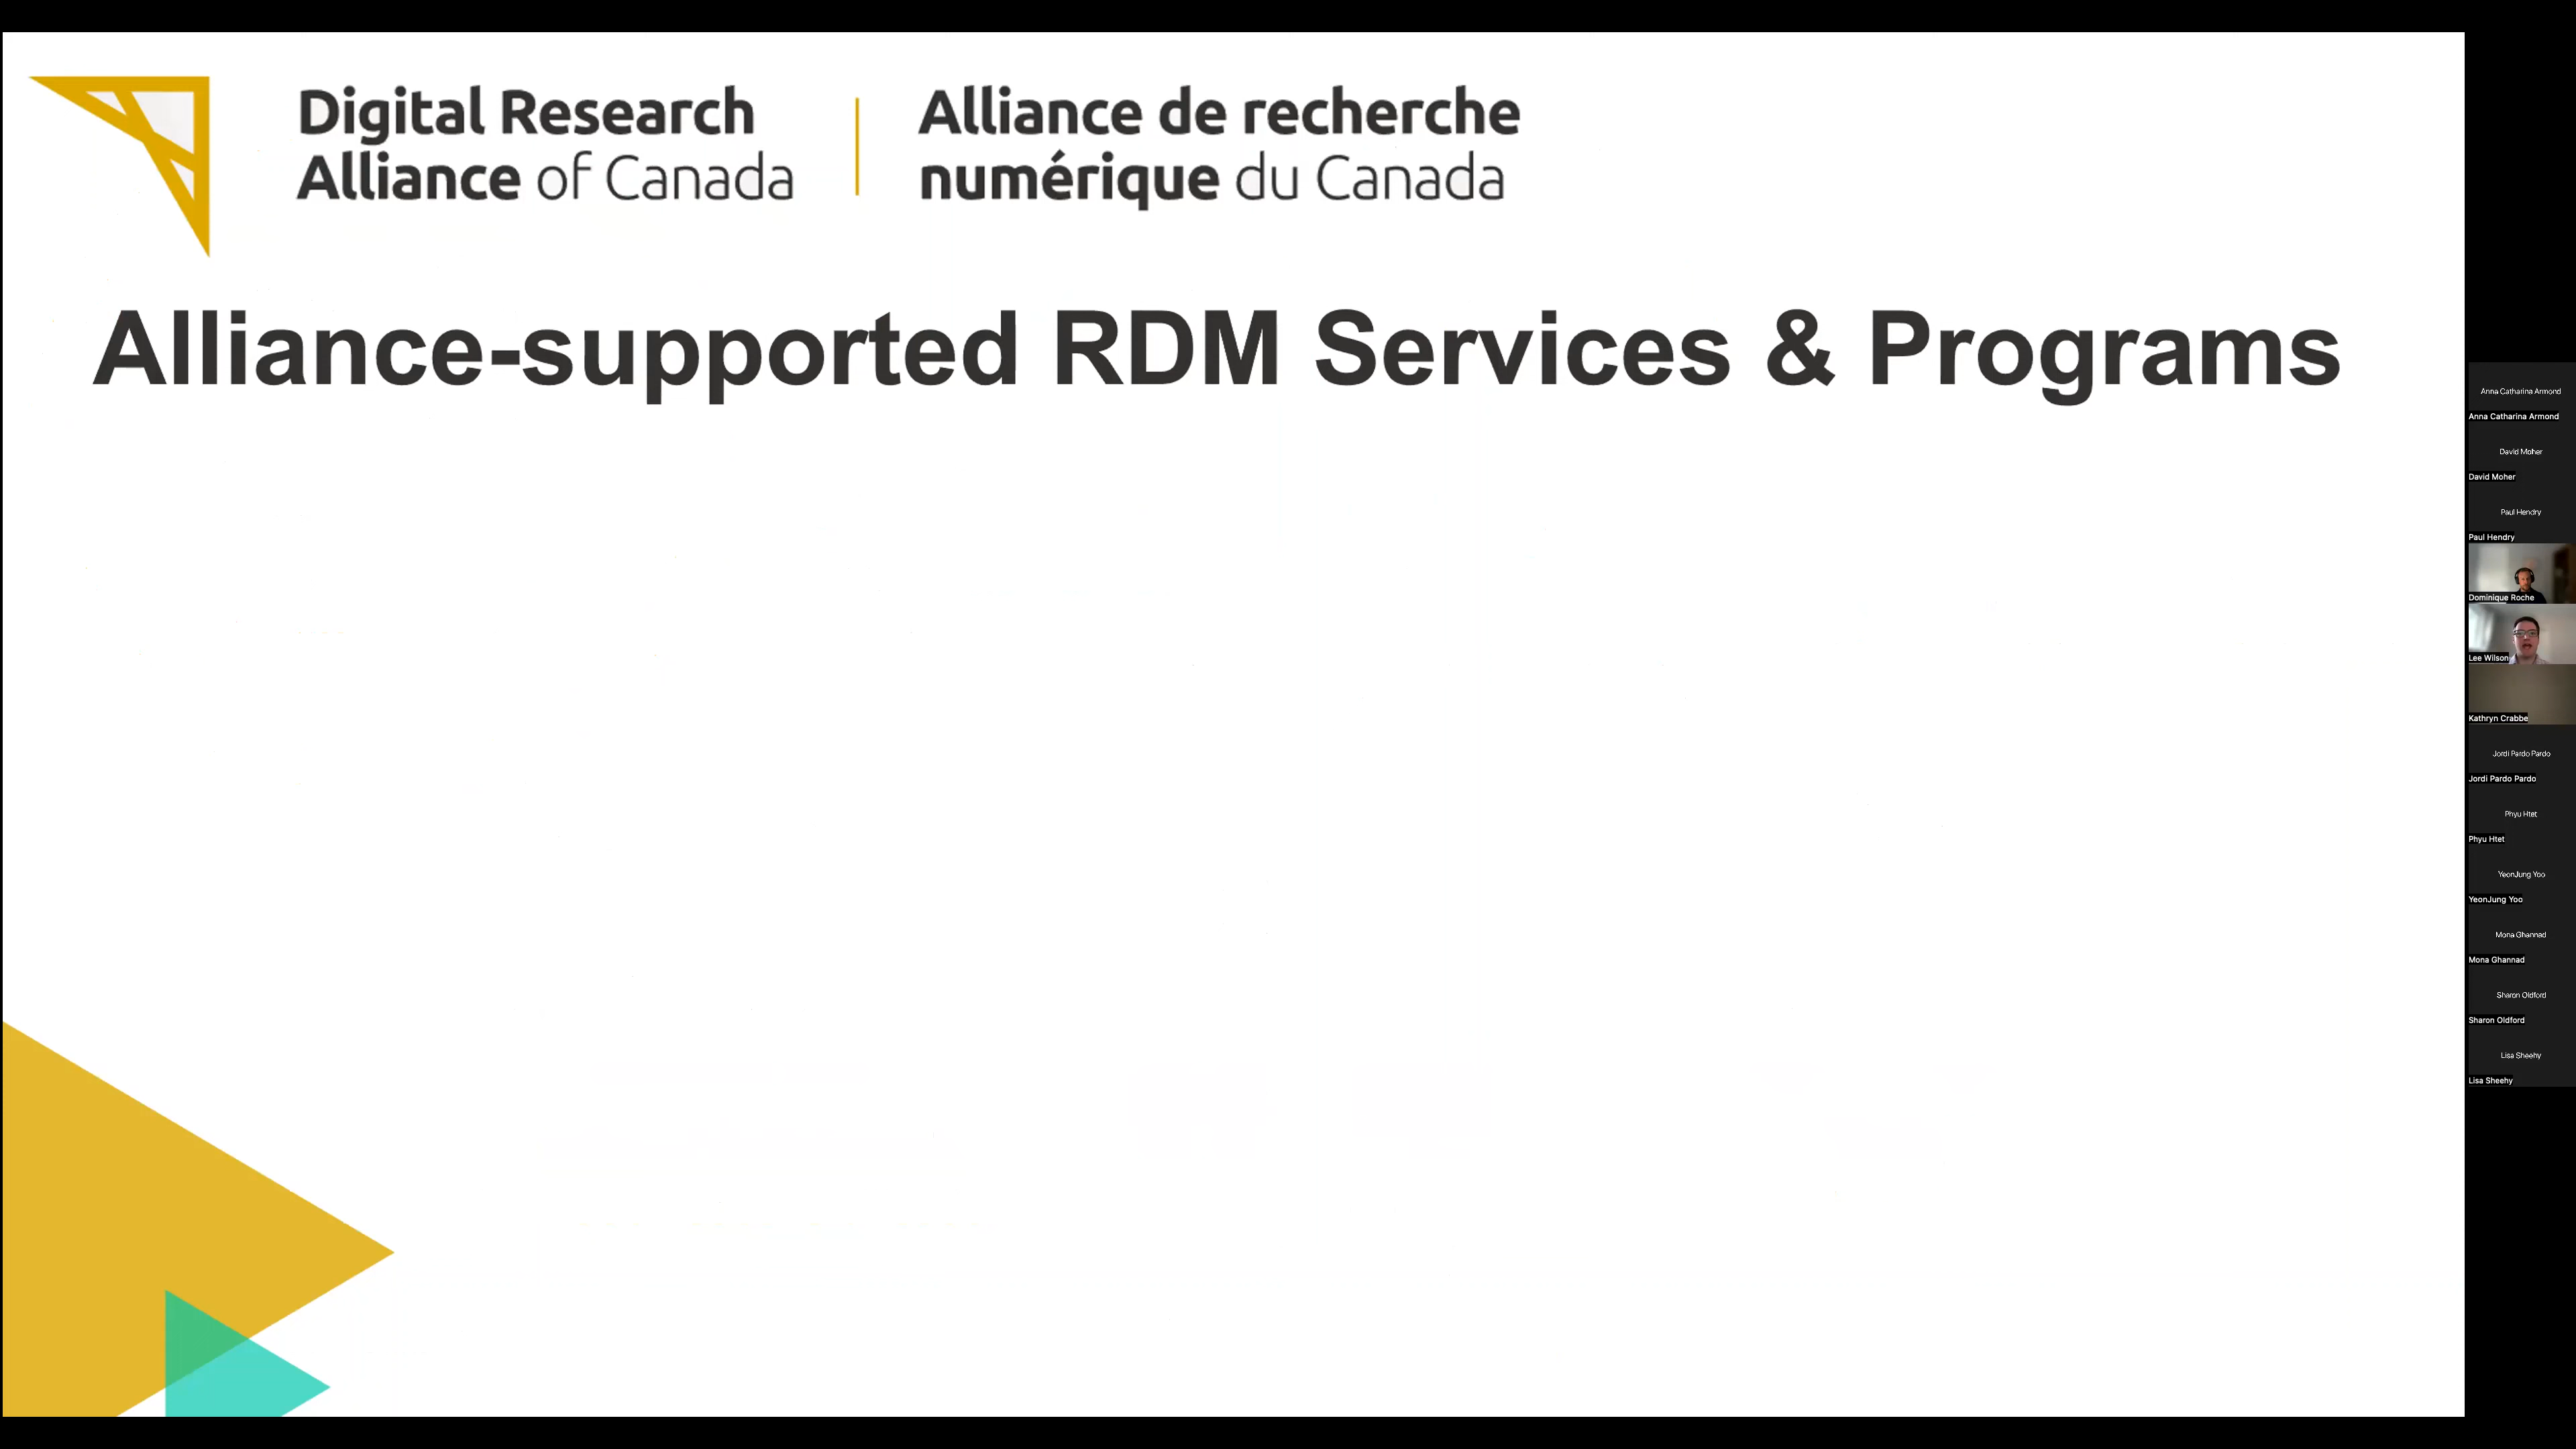 Digital Research
Alliance of Canada
Alliance de recherche
numérique du Canada
Alliance-supported RDM Services & Programs
Anna Catharina Armond
Anna Catharina Armond
David Moher
David Moher
Paul Hendry
Paul Hendry
Dominique Roche
Lee Wilson
Kathryn Crabbe
Jordi Pardo Pardo
Jordi Pardo Pardo
Phyu Htet
Phyu Htet
YeonJung Yoo
YeonJung Yoo
Mona Ghannad
Mona Ghannad
Sharon Oldford
Sharon Oldford
Lisa Sheehy
Lisa Sheehy